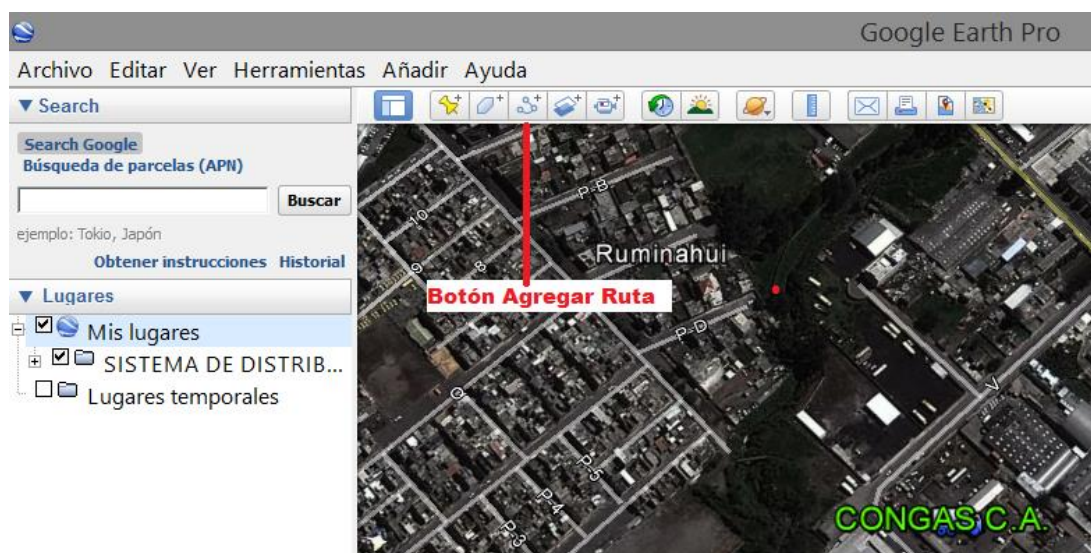 Google Earth Pro
Archivo Editar Ver Herramientas Añadir Ayuda
Search
Search Google
Búsqueda de parcelas (APN)
Buscar
ejemplo: Tokio, Japón
Obtener instrucciones Historial
Lugares
Mis lugares
SISTEMA DE DISTRIB...
Lugares temporales
P-B
10
Ruminahui
9
8
Botón Agregar Ruta
P-D
V
Q
P-5
P-4
P-3
CONGAS C.A.